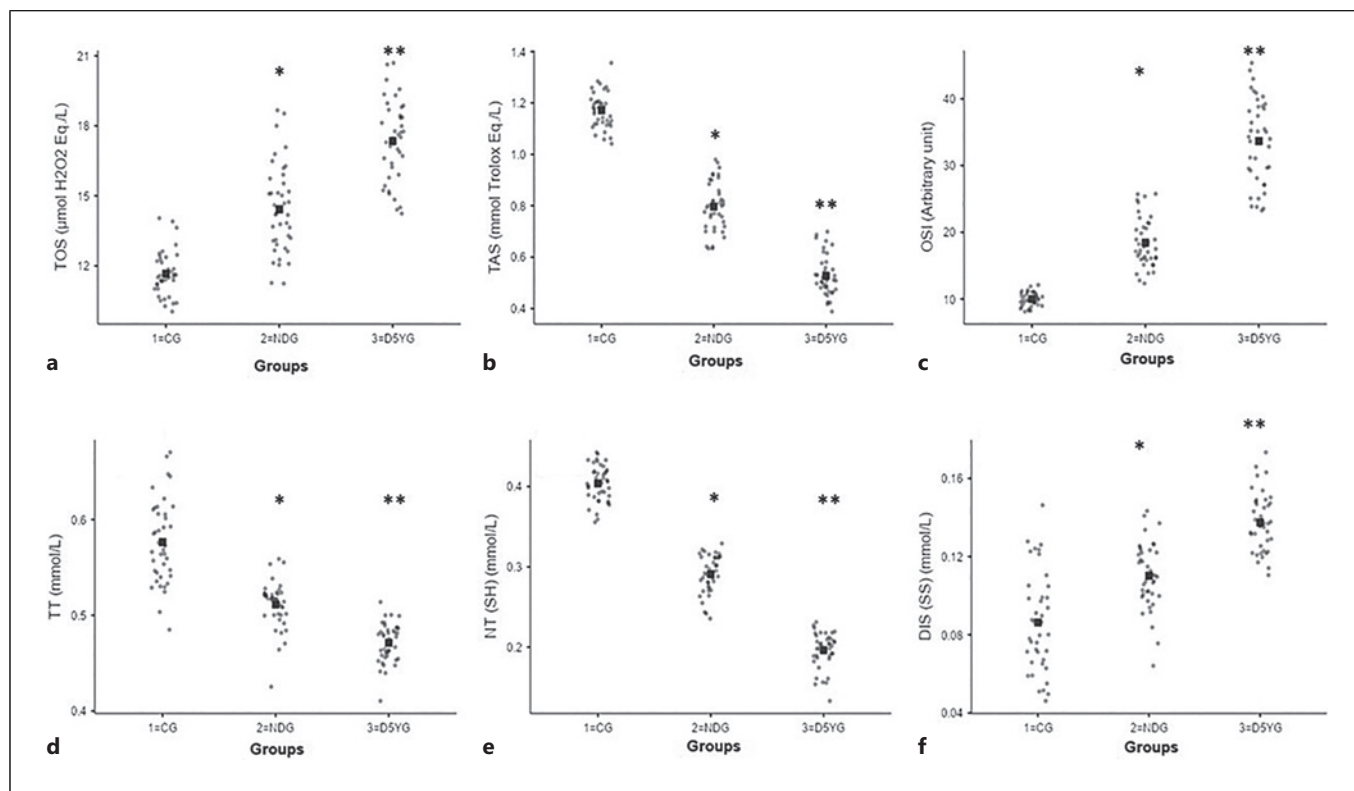 21
18
15
12
TOS (µmol H2O2 Eq./L)
*
**
1=CG 2=NDG 3=D5YG
a
Groups
1.4
1.2
1.0
0.8
0.6
0.4
TAS (mmol Trolox Eq./L)
*
**
1=CG 2=NDG 3=D5YG
b
Groups
40
30
20
10
OSI (Arbitrary unit)
*
**
1=CG 2=NDG 3=D5YG
c
Groups
0.6
0.5
0.4
TT (mmol/L)
*
**
1=CG 2=NDG 3=D5YG
d
Groups
0.4
0.3
0.2
NT (SH) (mmol/L)
*
**
1=CG 2=NDG 3=D5YG
e
Groups
0.16
0.12
0.08
0.04
DIS (SS) (mmol/L)
*
**
1=CG 2=NDG 3=D5YG
f
Groups